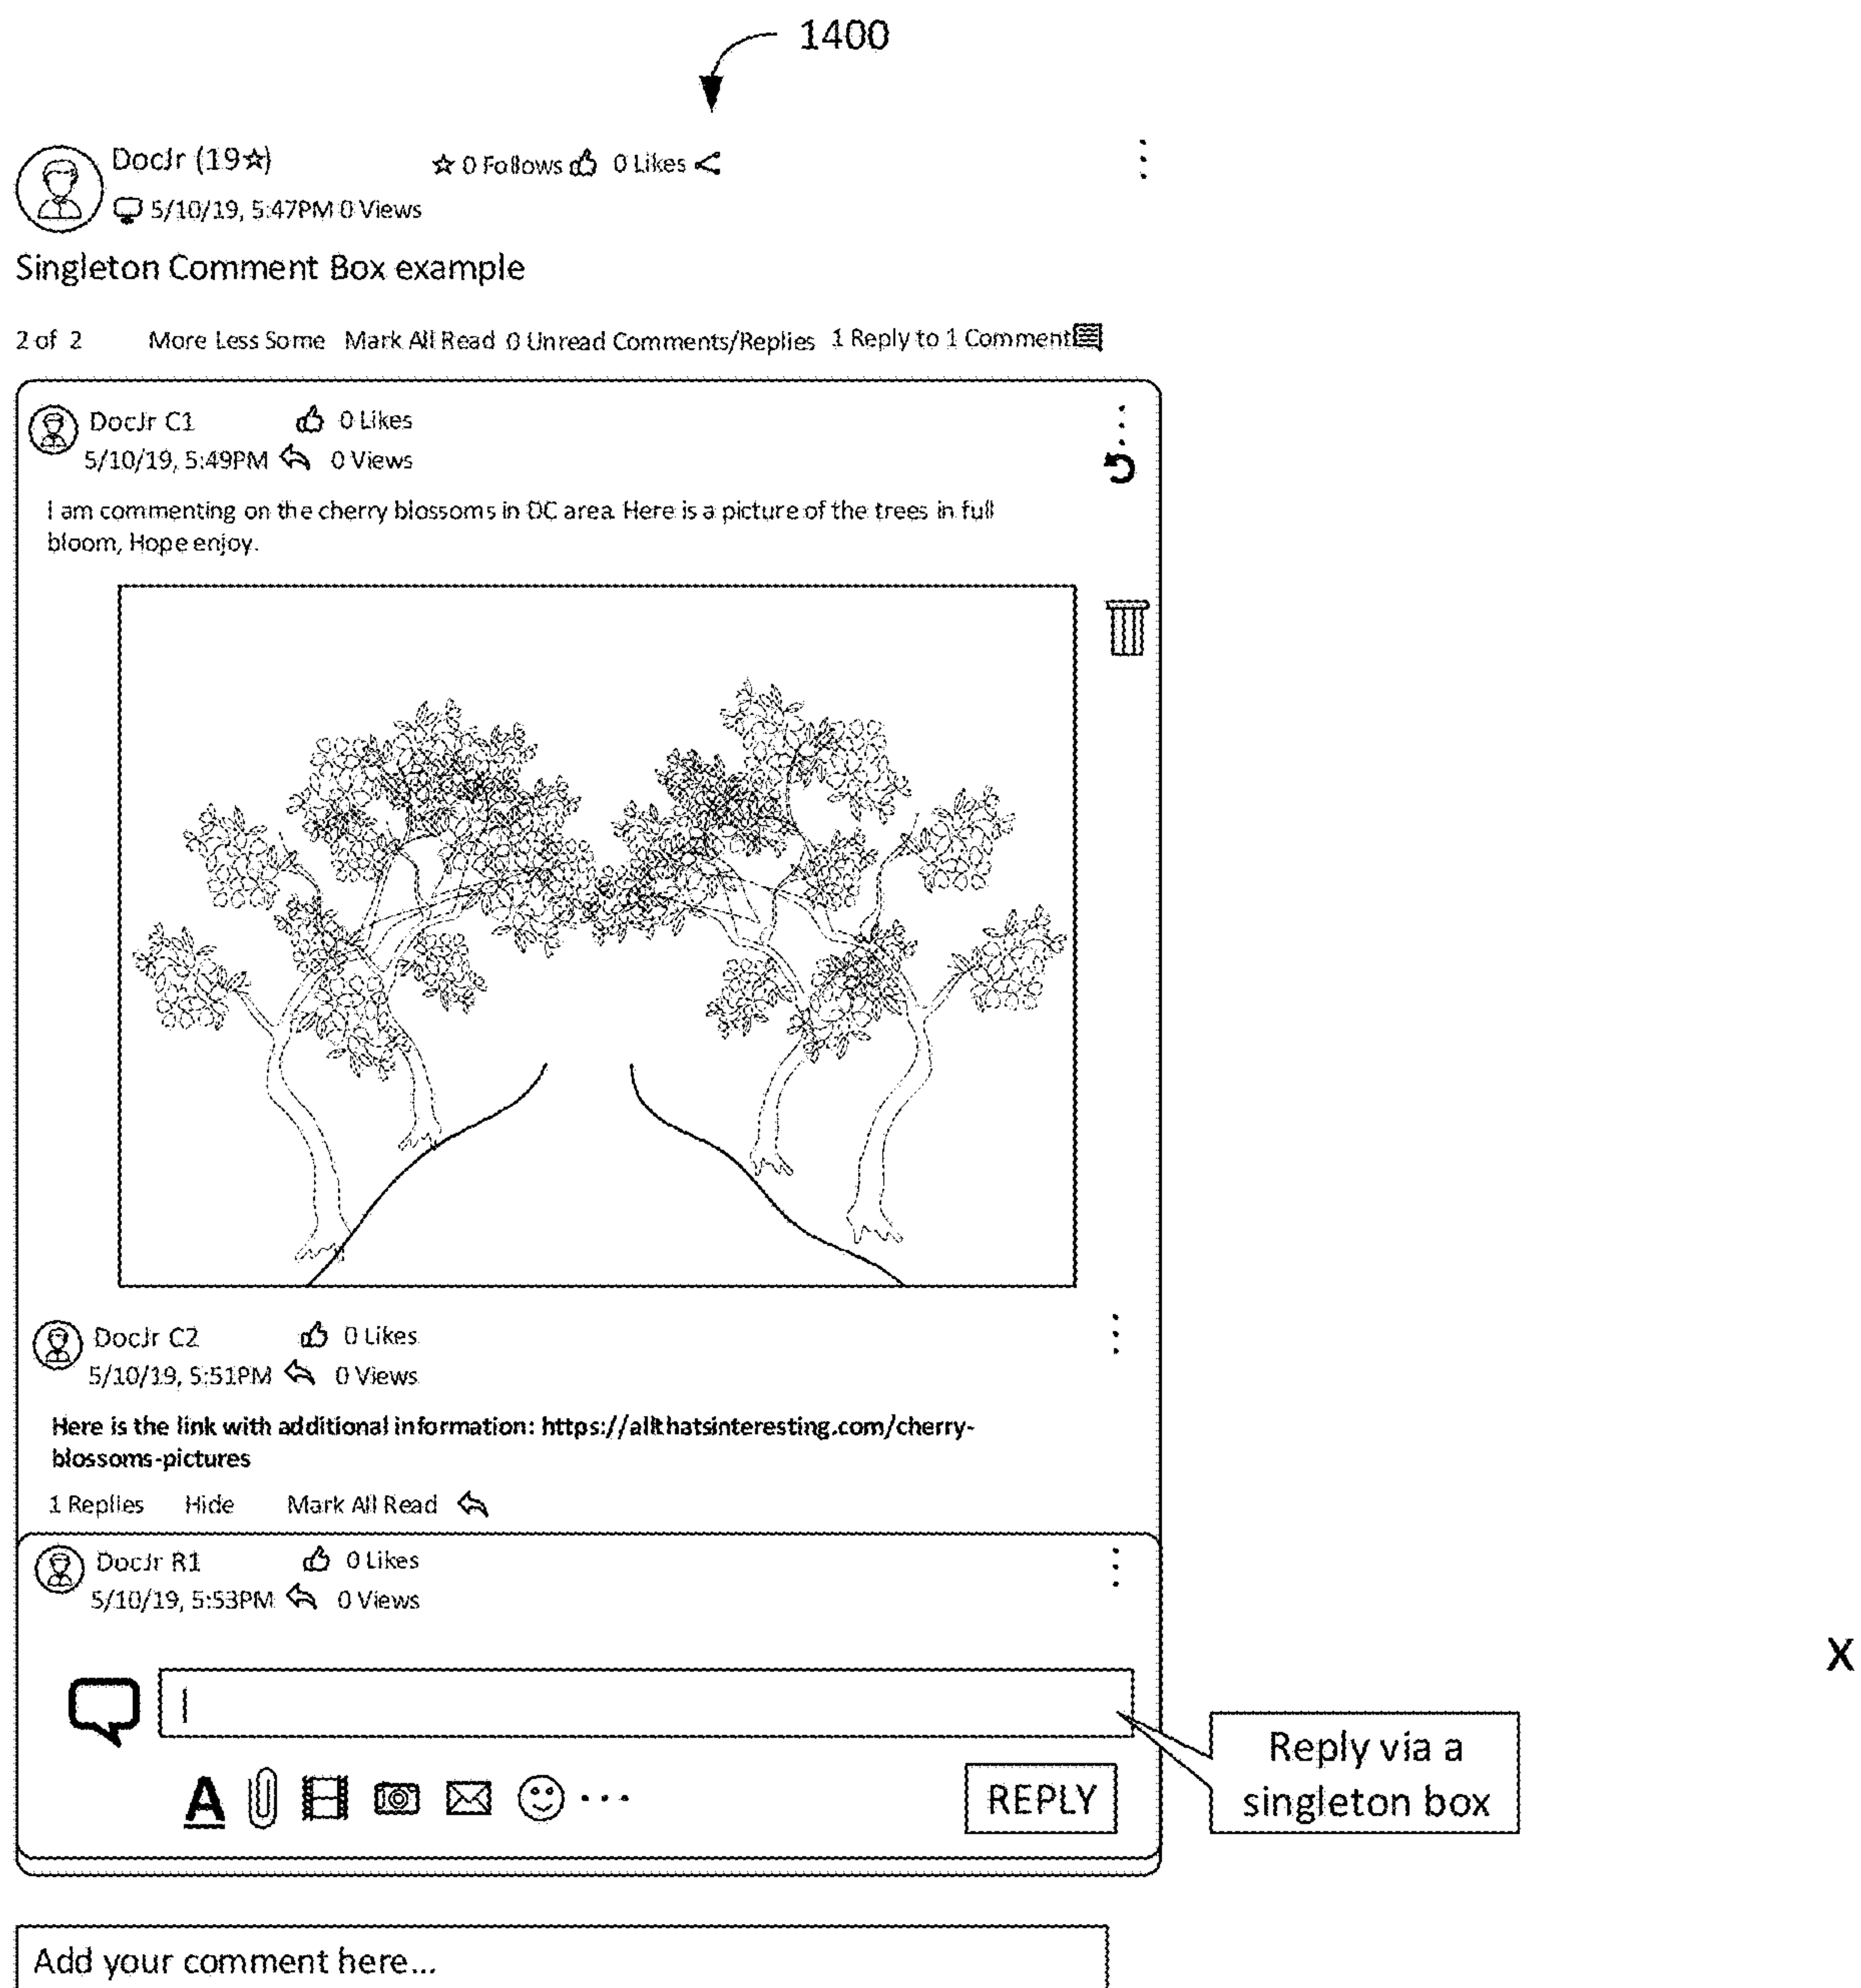 1400
DocJr (19☆)
0 Follows 0 Likes
5/10/19, 5:47PM 0 Views
Singleton Comment Box example
2 of 2 More Less Some Mark All Read 0 Unread Comments/Replies 1 Reply to 1 Comment
DocJr C1 0 Likes
5/10/19, 5:49PM 0 Views
I am commenting on the cherry blossoms in DC area. Here is a picture of the trees in full
bloom, Hope enjoy.
DocJr C2 0 Likes
5/10/19, 5:51PM 0 Views
Here is the link with additional information: https://allthatsinteresting.com/cherry-
blossoms-pictures
1 Replies Hide Mark All Read
DocJr R1 0 Likes
5/10/19, 5:53PM 0 Views
X
Reply via a
singleton box
A
REPLY
Add your comment here...